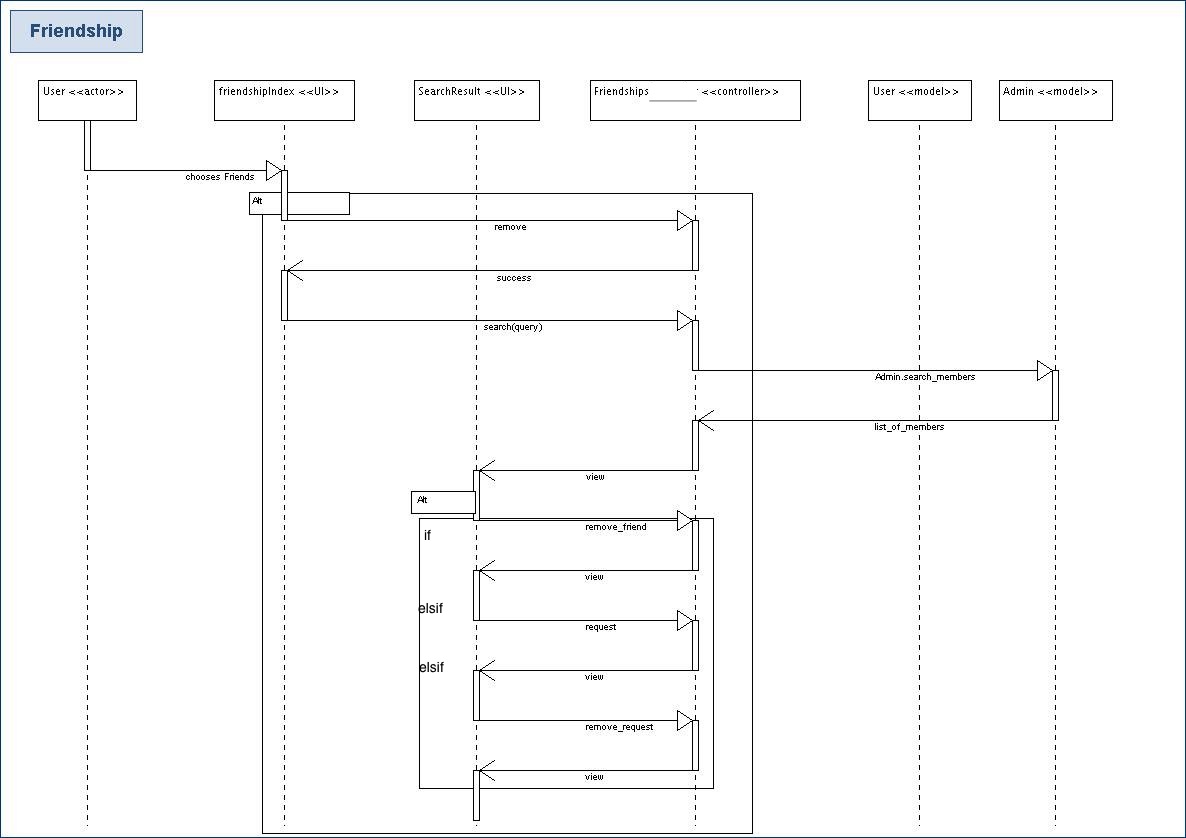 Friendship
User <<actor>>
friendshipIndex <<UI>>
SearchResult <<UI>>
Friendships <<controller>>
User <<model>>
Admin <<model>>
chooses Friends
Alt
remove
success
search(query)
Admin.search_members
list_of_members
view
Alt
remove_friend
if
view
elsif
request
elsif
view
remove_request
view